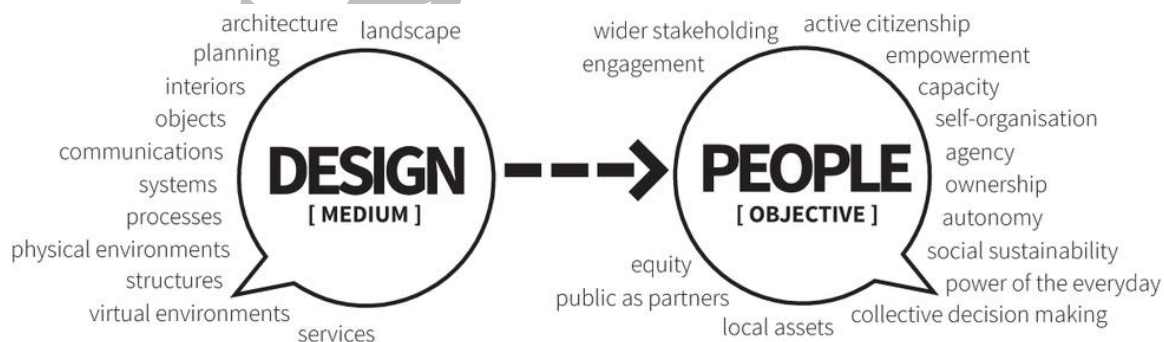 architecture
landscape
planning
interiors
objects
communications
systems
processes
physical environments
structures
virtual environments
services
DESIGN
[ MEDIUM ]
wider stakeholding
active citizenship
engagement
empowerment
capacity
self-organisation
agency
ownership
autonomy
social sustainability
power of the everyday
collective decision making
local assets
public as partners
equity
PEOPLE
[ OBJECTIVE ]